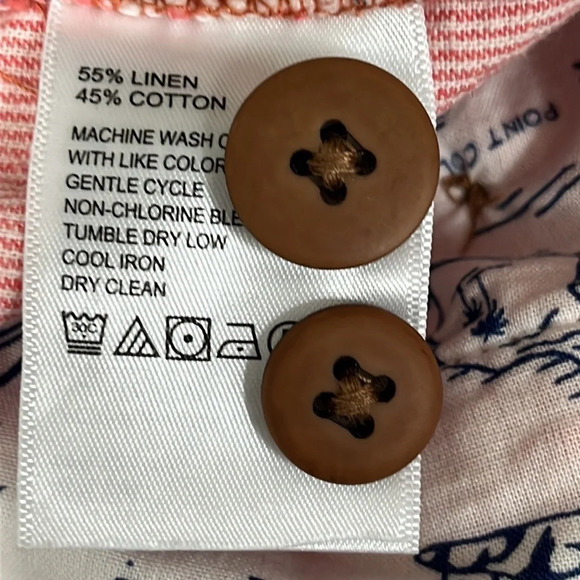 55% LINEN
45% COTTON
MACHINE WASH
WITH LIKE COLOR
GENTLE CYCLE
NON-CHLORINE
TUMBLE DRY LOW
COOL IRON
DRY CLEAN
30C
POINT